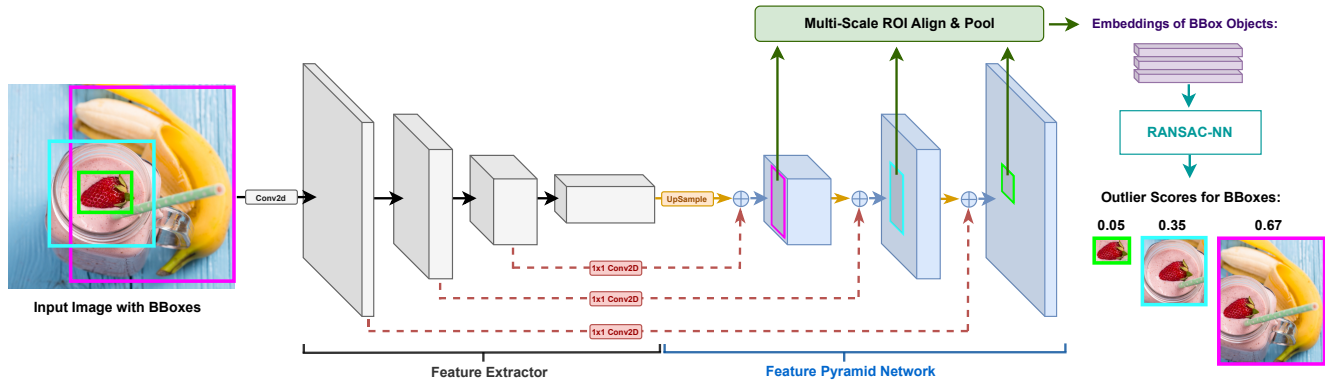 Multi-Scale ROI Align & Pool
Embeddings of BBox Objects:
RANSAC-NN
Conv2d
UpSample
Outlier Scores for BBoxes:
0.05
0.35
0.67
1x1 Conv2D
1x1 Conv2D
1x1 Conv2D
Input Image with BBoxes
Feature Extractor
Feature Pyramid Network